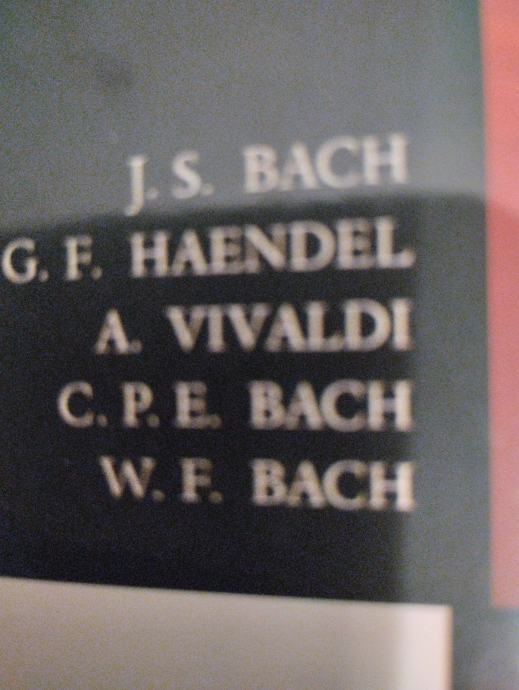 J. S. BACH
G. F. HAENDEL
A. VIVALDI
C. P. E. BACH
W. F. BACH